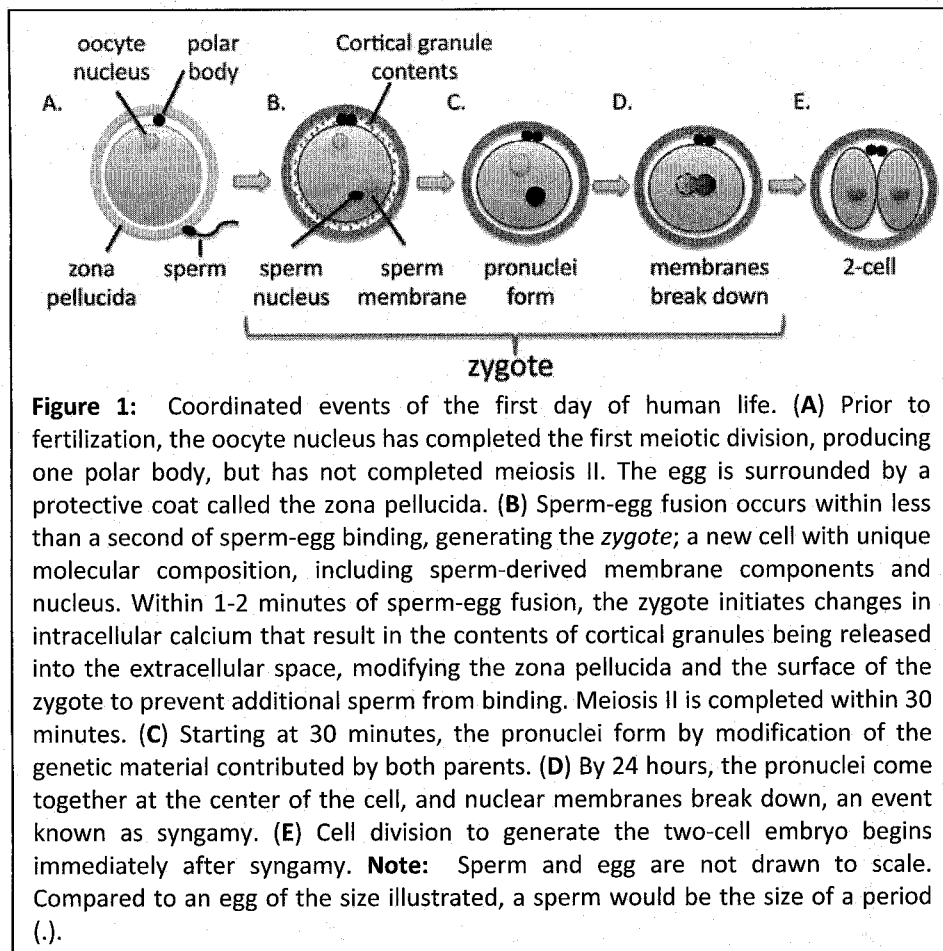 oocyte nucleus
polar body
Cortical granule contents
A.
B.
C.
D.
E.
zona pellucida
sperm
sperm nucleus
sperm membrane
pronuclei form
membranes break down
2-cell
zygote
Figure 1: Coordinated events of the first day of human life. (A) Prior to
fertilization, the oocyte nucleus has completed the first meiotic division, producing
one polar body, but has not completed meiosis II. The egg is surrounded by a
protective coat called the zona pellucida. (B) Sperm-egg fusion occurs within less
than a second of sperm-egg binding, generating the zygote; a new cell with unique
molecular composition, including sperm-derived membrane components and
nucleus. Within 1-2 minutes of sperm-egg fusion, the zygote initiates changes in
intracellular calcium that result in the contents of cortical granules being released
into the extracellular space, modifying the zona pellucida and the surface of the
zygote to prevent additional sperm from binding. Meiosis II is completed within 30
minutes. (C) Starting at 30 minutes, the pronuclei form by modification of the
genetic material contributed by both parents. (D) By 24 hours, the pronuclei come
together at the center of the cell, and nuclear membranes break down, an event
known as syngamy. (E) Cell division to generate the two-cell embryo begins
immediately after syngamy. Note: Sperm and egg are not drawn to scale.
Compared to an egg of the size illustrated, a sperm would be the size of a period
(.).